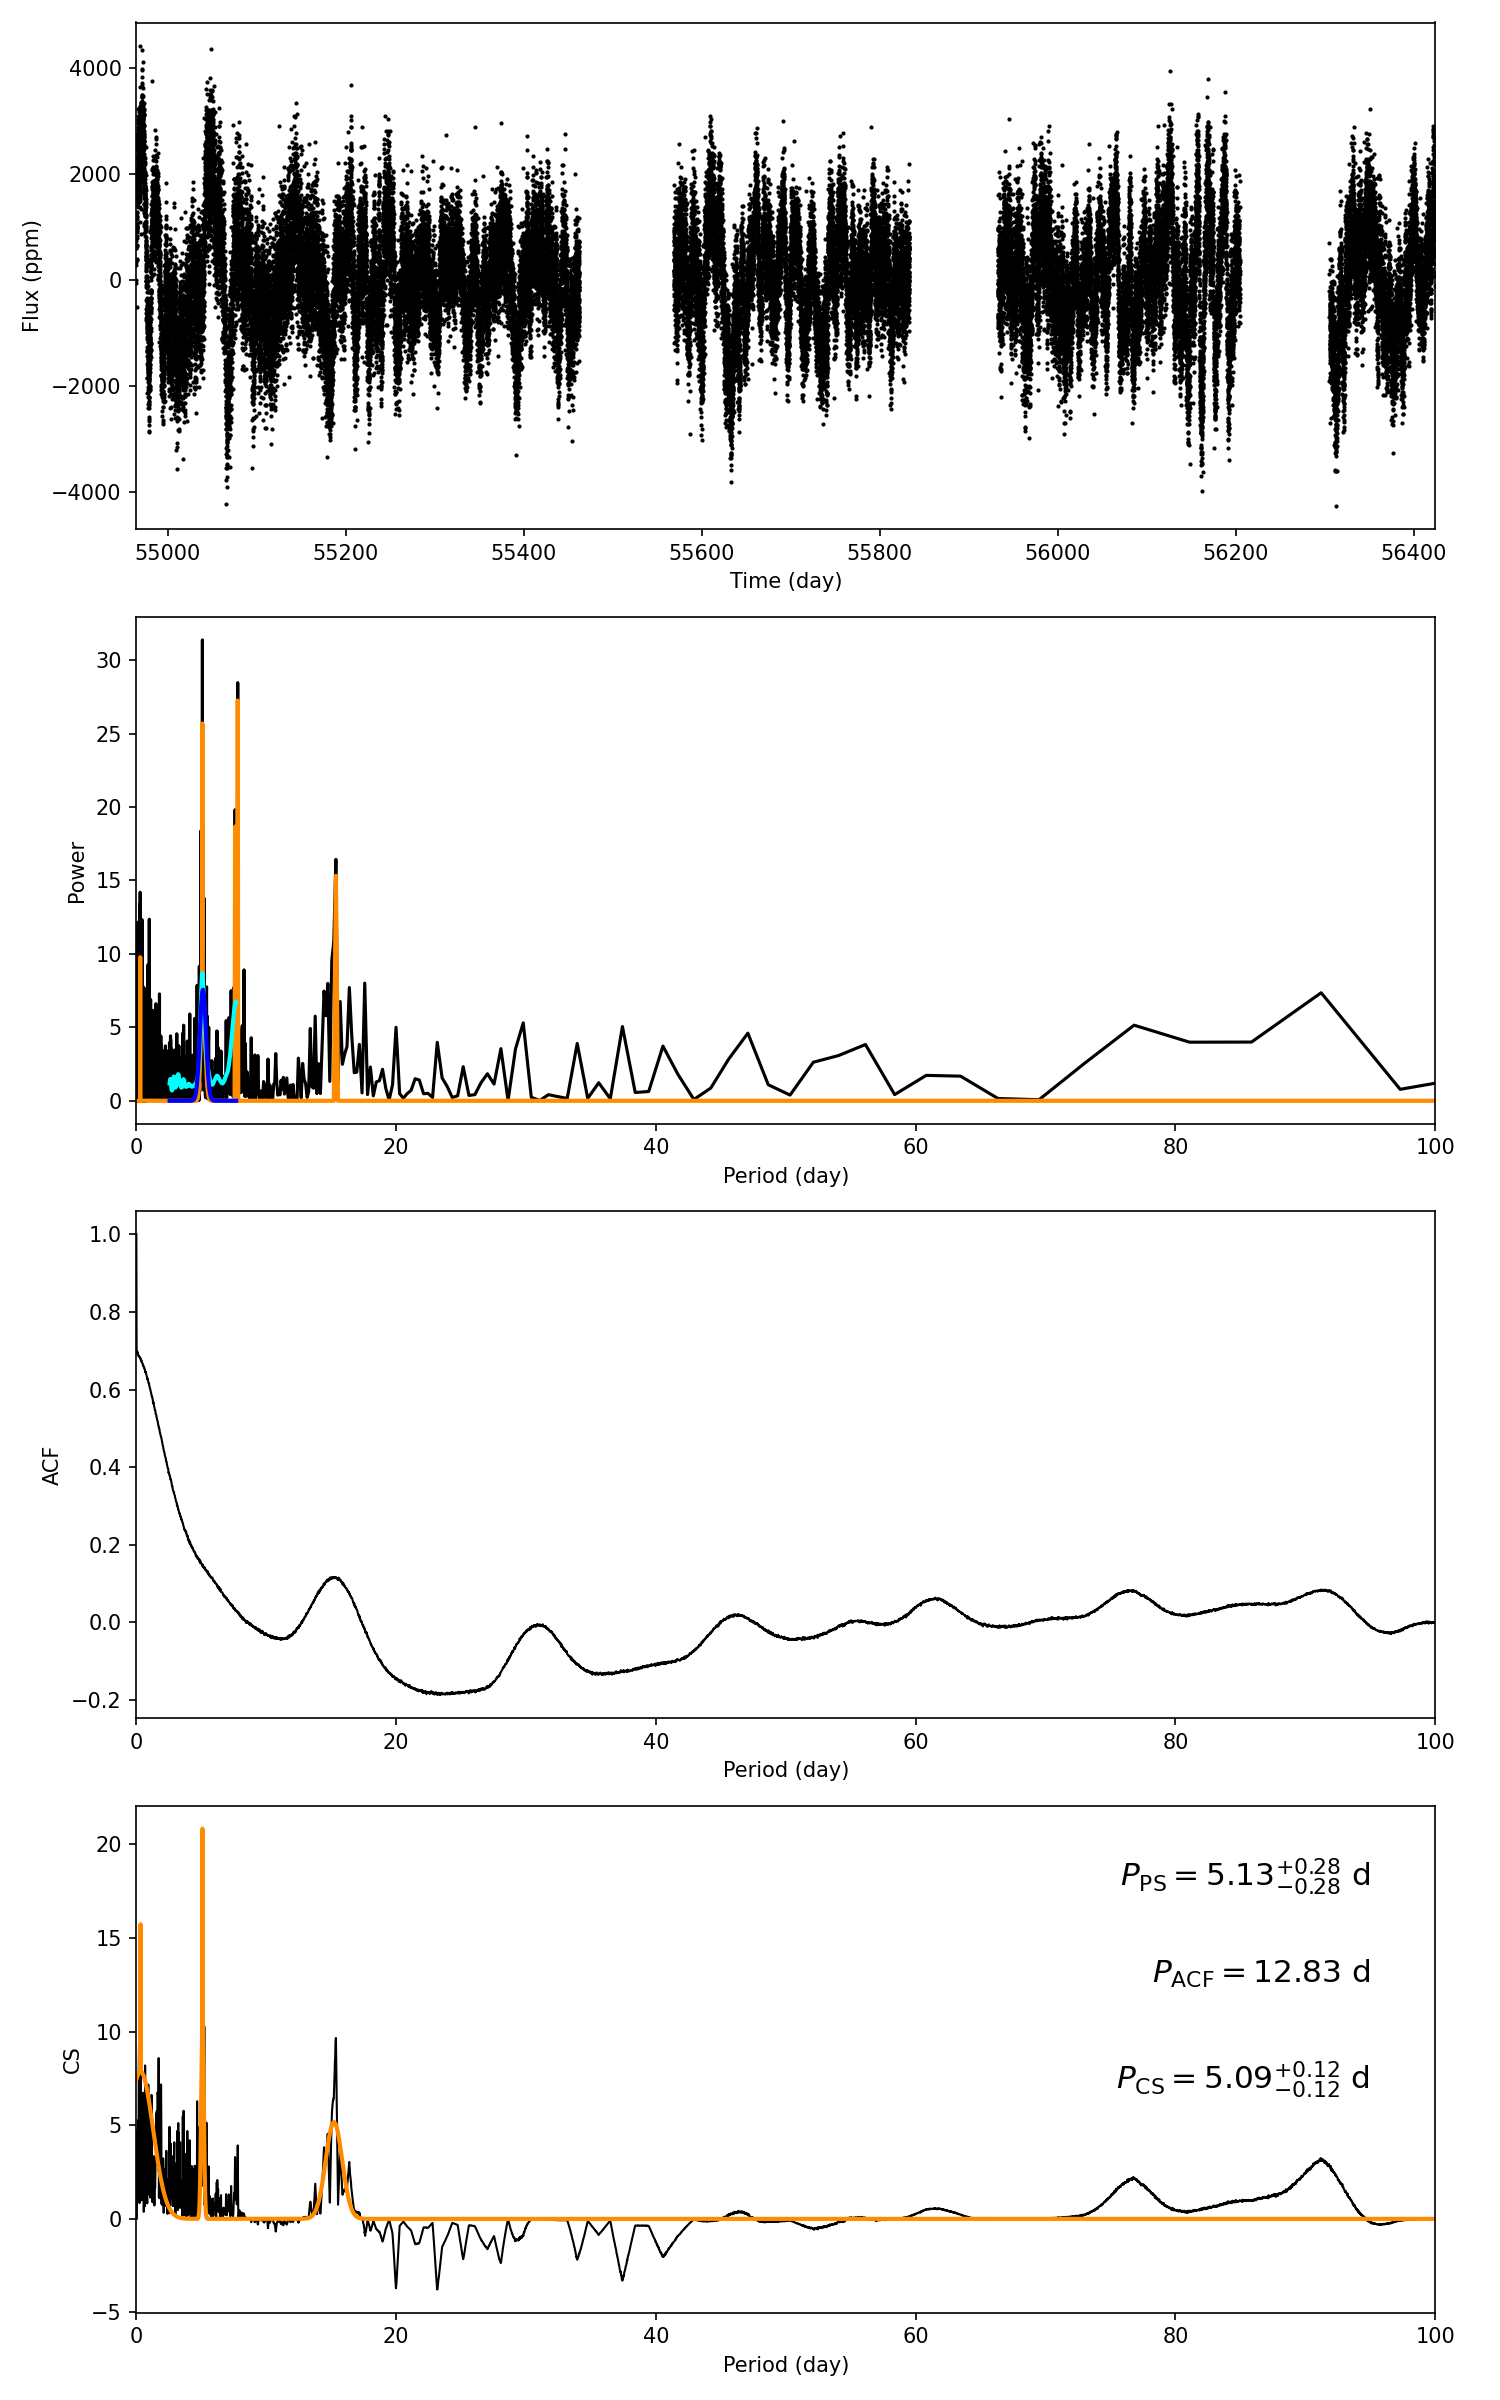 4000
2000
0
−2000
−4000
Flux (ppm)
55000 55200 55400 55600 55800 56000 56200 56400
Time (day)
30
25
20
15
10
5
0
Power
0 20 40 60 80 100
Period (day)
1.0
0.8
0.6
0.4
0.2
0.0
−0.2
ACF
0 20 40 60 80 100
Period (day)
20
15
10
5
0
−5
CS
P_PS = 5.13^{+0.28}_{−0.28} d
P_ACF = 12.83 d
P_CS = 5.09^{+0.12}_{−0.12} d
0 20 40 60 80 100
Period (day)